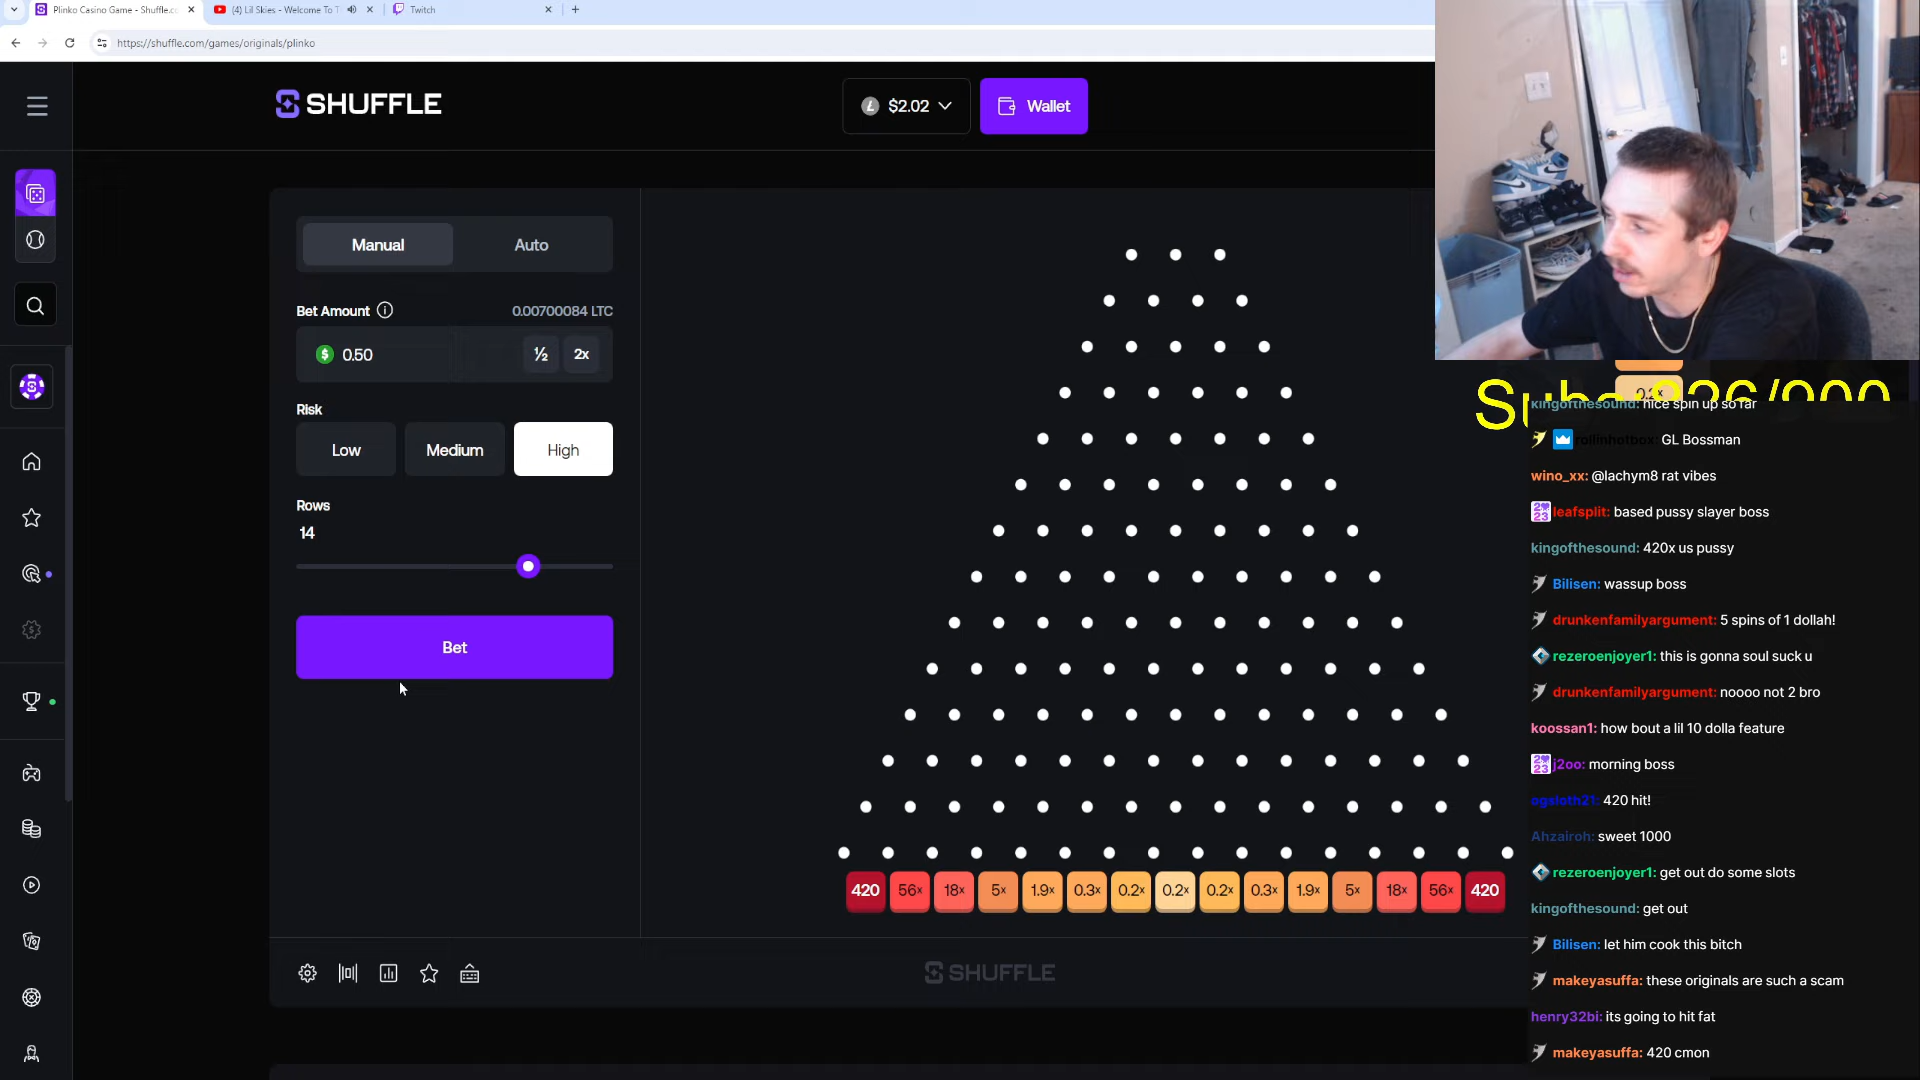 Plinko Casino Game - Shuffle.co
(4) Lil Skies - Welcome To T
Twitch
https://shuffle.com/games/originals/plinko
SHUFFLE
$2.02
Wallet
Manual
Auto
Bet Amount
0.00700084 LTC
0.50
½
2x
Risk
Low
Medium
High
Rows
14
Bet
420
56x
18x
5x
1.9x
0.3x
0.2x
0.2x
0.2x
0.3x
1.9x
5x
18x
56x
420
SHUFFLE
Subs 826/900
kingofthesound: nice spin up so far
rollinhotbox: GL Bossman
wino_xx: @lachym8 rat vibes
leafsplit: based pussy slayer boss
kingofthesound: 420x us pussy
Bilisen: wassup boss
drunkenfamilyargument: 5 spins of 1 dollah!
rezeroenjoyer1: this is gonna soul suck u
drunkenfamilyargument: noooo not 2 bro
koossan1: how bout a lil 10 dolla feature
j2oo: morning boss
ogsloth21: 420 hit!
Ahzairoh: sweet 1000
rezeroenjoyer1: get out do some slots
kingofthesound: get out
Bilisen: let him cook this bitch
makeyasuffa: these originals are such a scam
henry32bi: its going to hit fat
makeyasuffa: 420 cmon